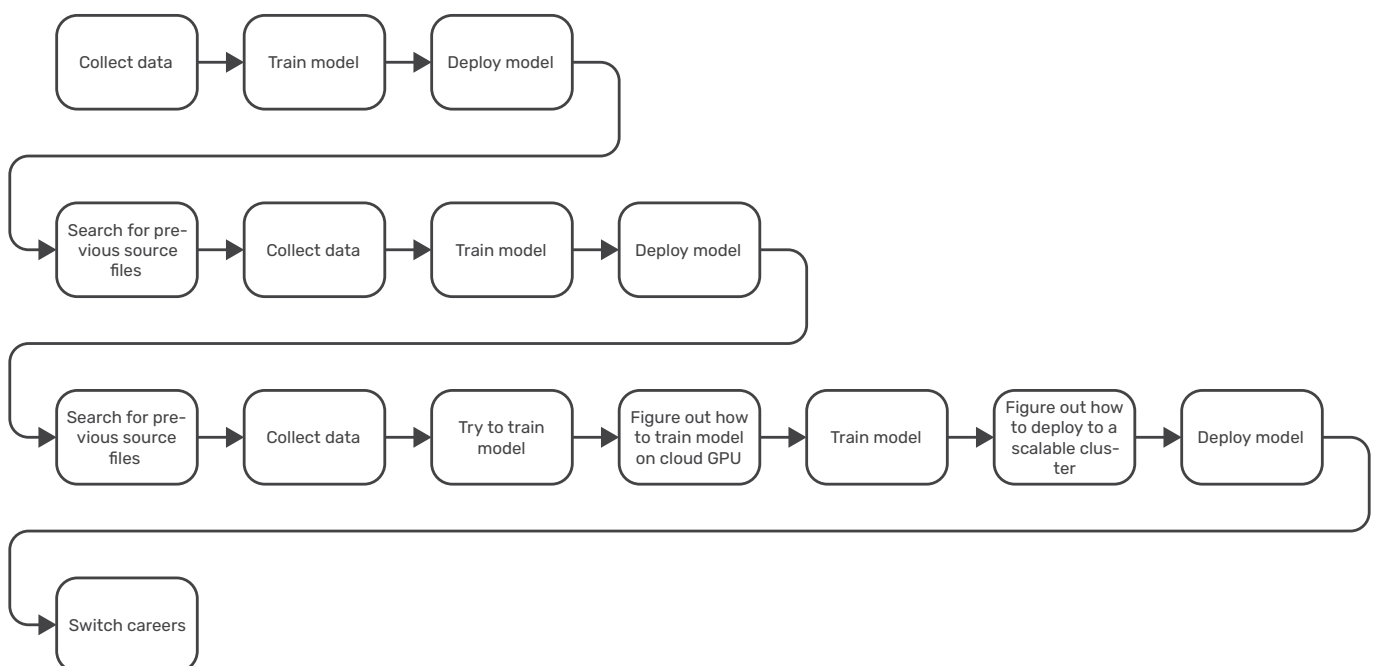 Collect data
Train model
Deploy model
Search for pre-
vious source
files
Collect data
Train model
Deploy model
Search for pre-
vious source
files
Collect data
Try to train
model
Figure out how
to train model
on cloud GPU
Train model
Figure out how
to deploy to a
scalable clus-
ter
Deploy model
Switch careers